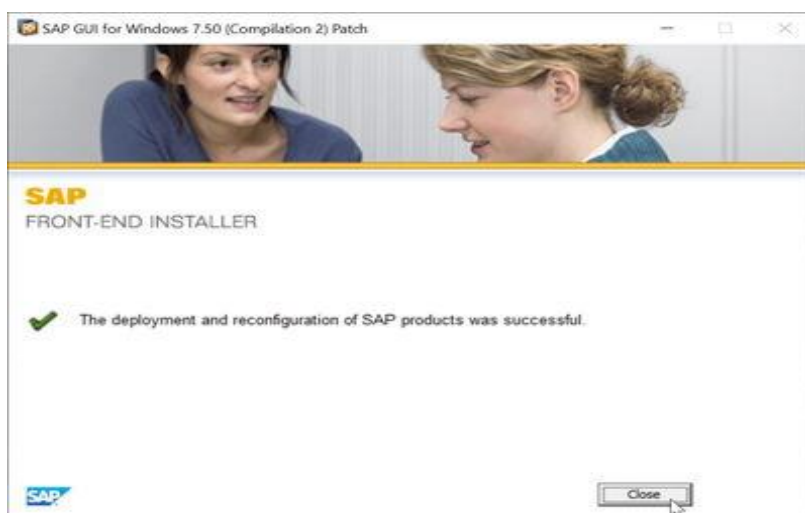 SAP GUI for Windows 7.50 (Compilation 2) Patch
SAP
FRONT-END INSTALLER
The deployment and reconfiguration of SAP products was successful.
SAP
Close